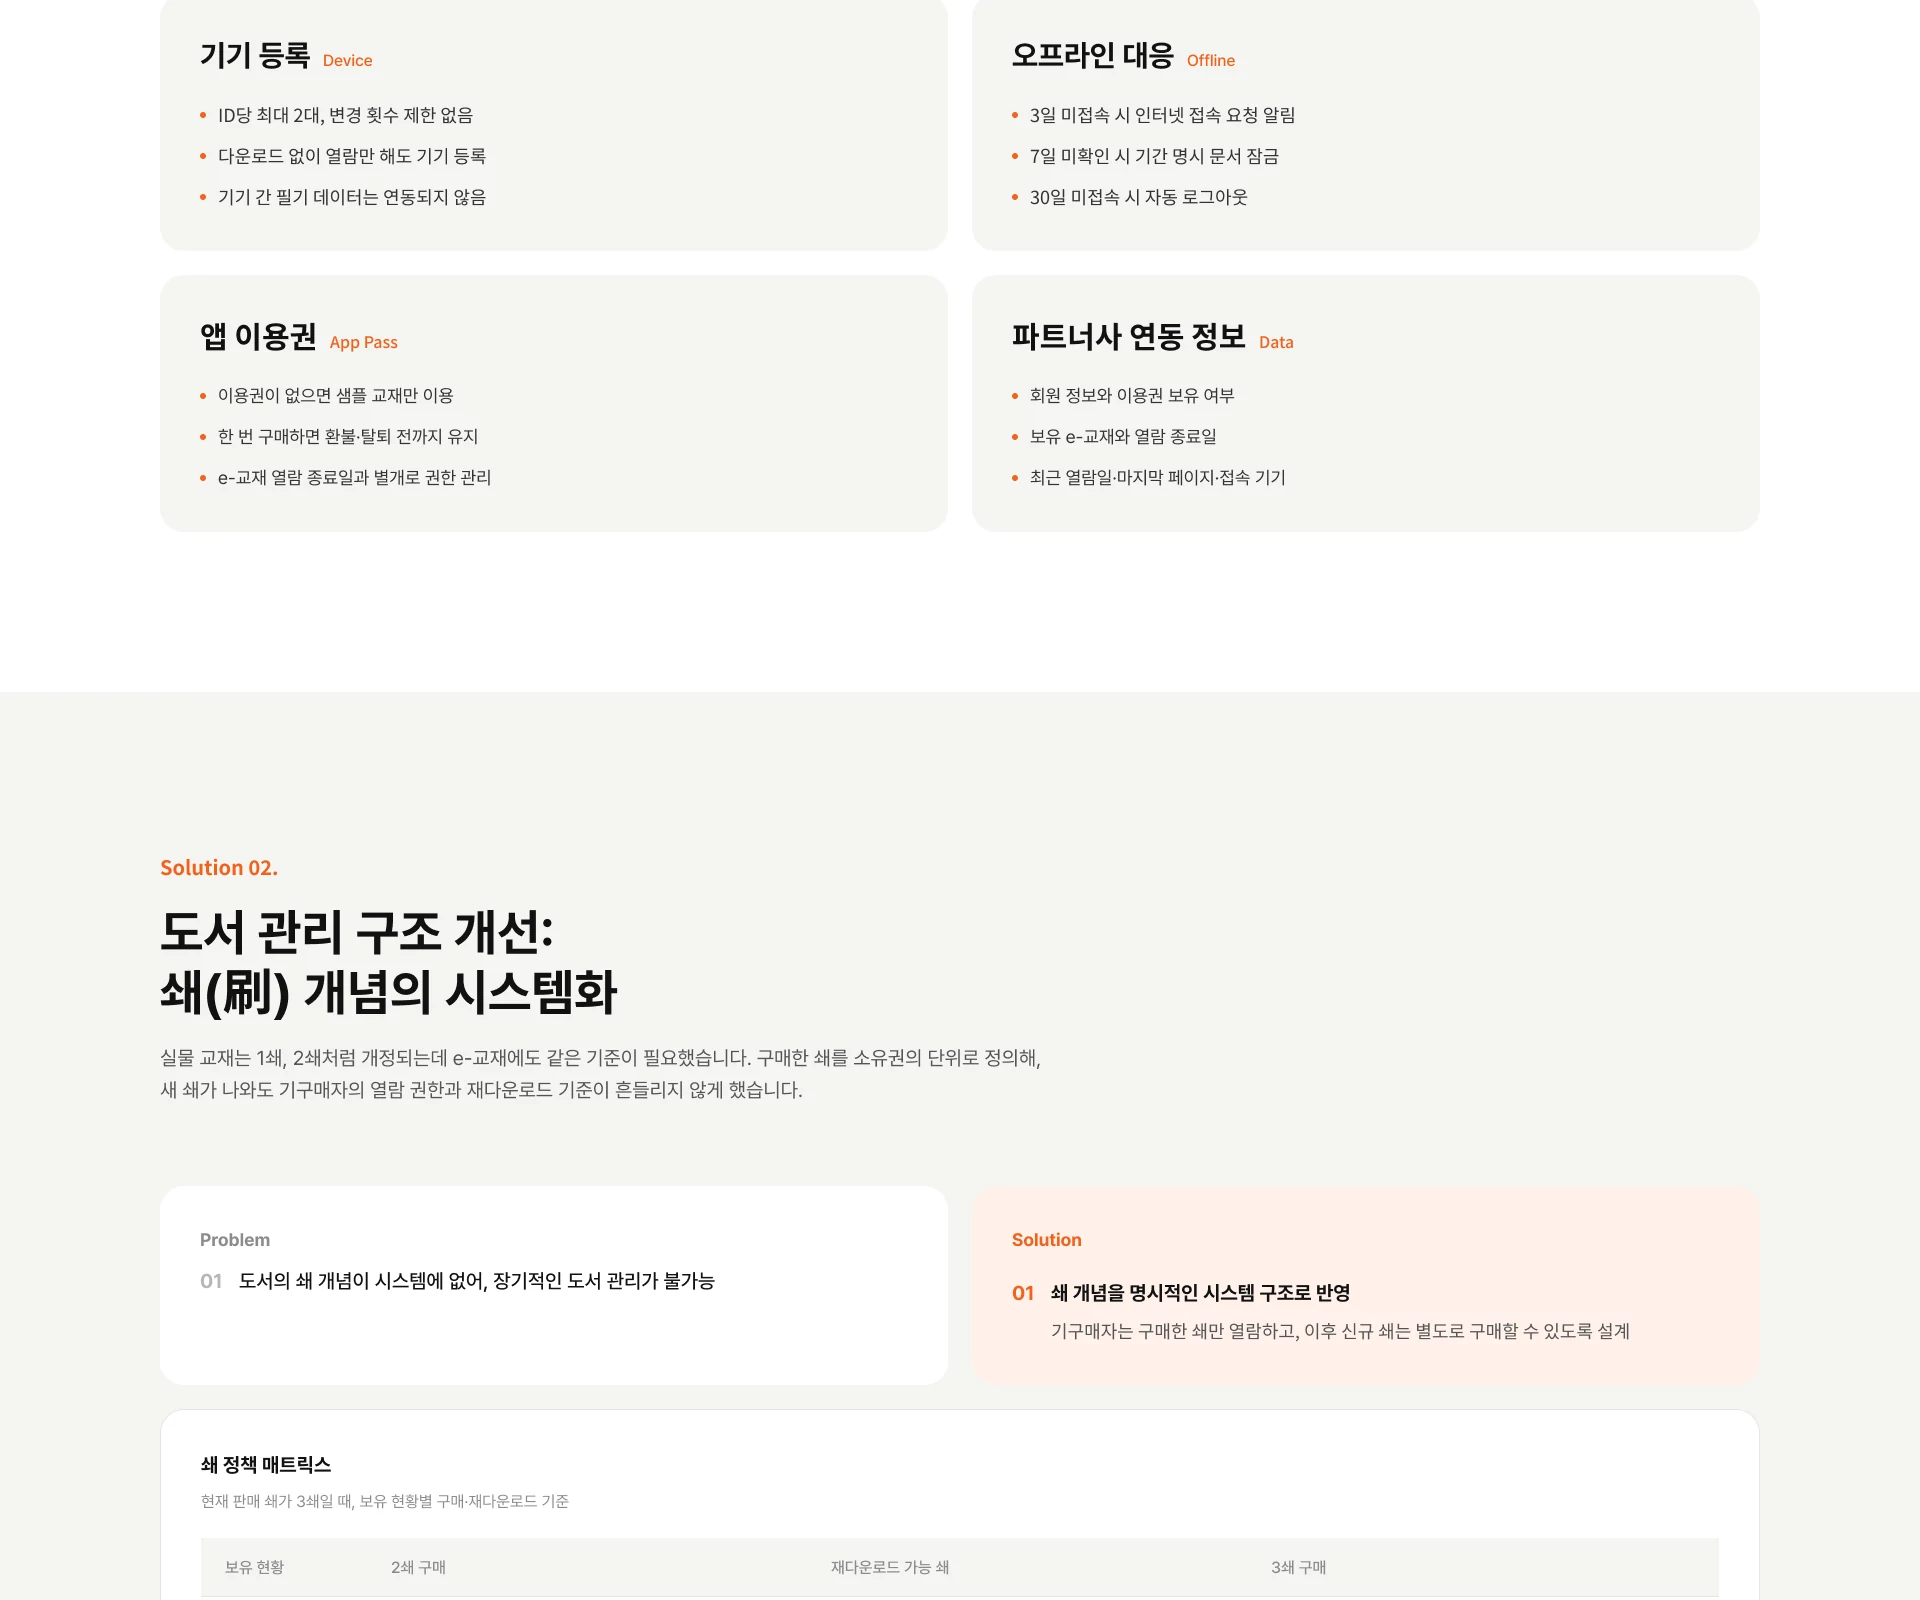 기기 등록 Device
ID당 최대 2대, 변경 횟수 제한 없음
다운로드 없이 열람만 해도 기기 등록
기기 간 필기 데이터는 연동되지 않음
오프라인 대응 Offline
3일 미접속 시 인터넷 접속 요청 알림
7일 미확인 시 기간 명시 문서 잠금
30일 미접속 시 자동 로그아웃
앱 이용권 App Pass
이용권이 없으면 샘플 교재만 이용
한 번 구매하면 환불·탈퇴 전까지 유지
e-교재 열람 종료일과 별개로 권한 관리
파트너사 연동 정보 Data
회원 정보와 이용권 보유 여부
보유 e-교재와 열람 종료일
최근 열람일·마지막 페이지·접속 기기
Solution 02.
도서 관리 구조 개선:
쇄(刷) 개념의 시스템화
실물 교재는 1쇄, 2쇄처럼 개정되는데 e-교재에도 같은 기준이 필요했습니다. 구매한 쇄를 소유권의 단위로 정의해,
새 쇄가 나와도 기구매자의 열람 권한과 재다운로드 기준이 흔들리지 않게 했습니다.
Problem
01 도서의 쇄 개념이 시스템에 없어, 장기적인 도서 관리가 불가능
Solution
01 쇄 개념을 명시적인 시스템 구조로 반영
기구매자는 구매한 쇄만 열람하고, 이후 신규 쇄는 별도로 구매할 수 있도록 설계
쇄 정책 매트릭스
현재 판매 쇄가 3쇄일 때, 보유 현황별 구매·재다운로드 기준
보유 현황 2쇄 구매 재다운로드 가능 쇄 3쇄 구매